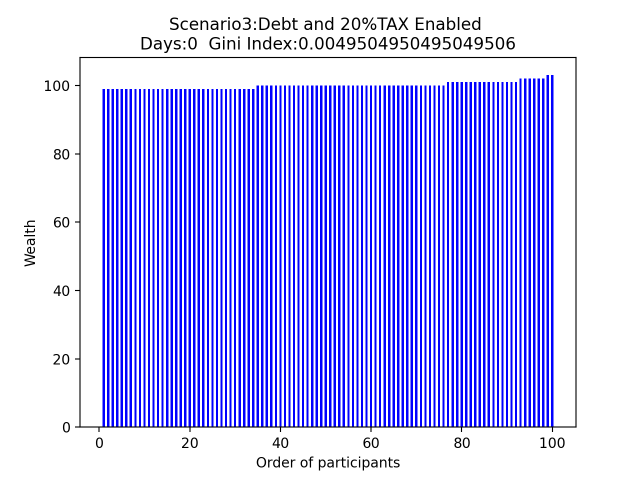 Scenario3:Debt and 20%TAX Enabled
Days:0  Gini Index:0.0049504950495049506
100
80
60
40
20
0
Wealth
0 20 40 60 80 100
Order of participants